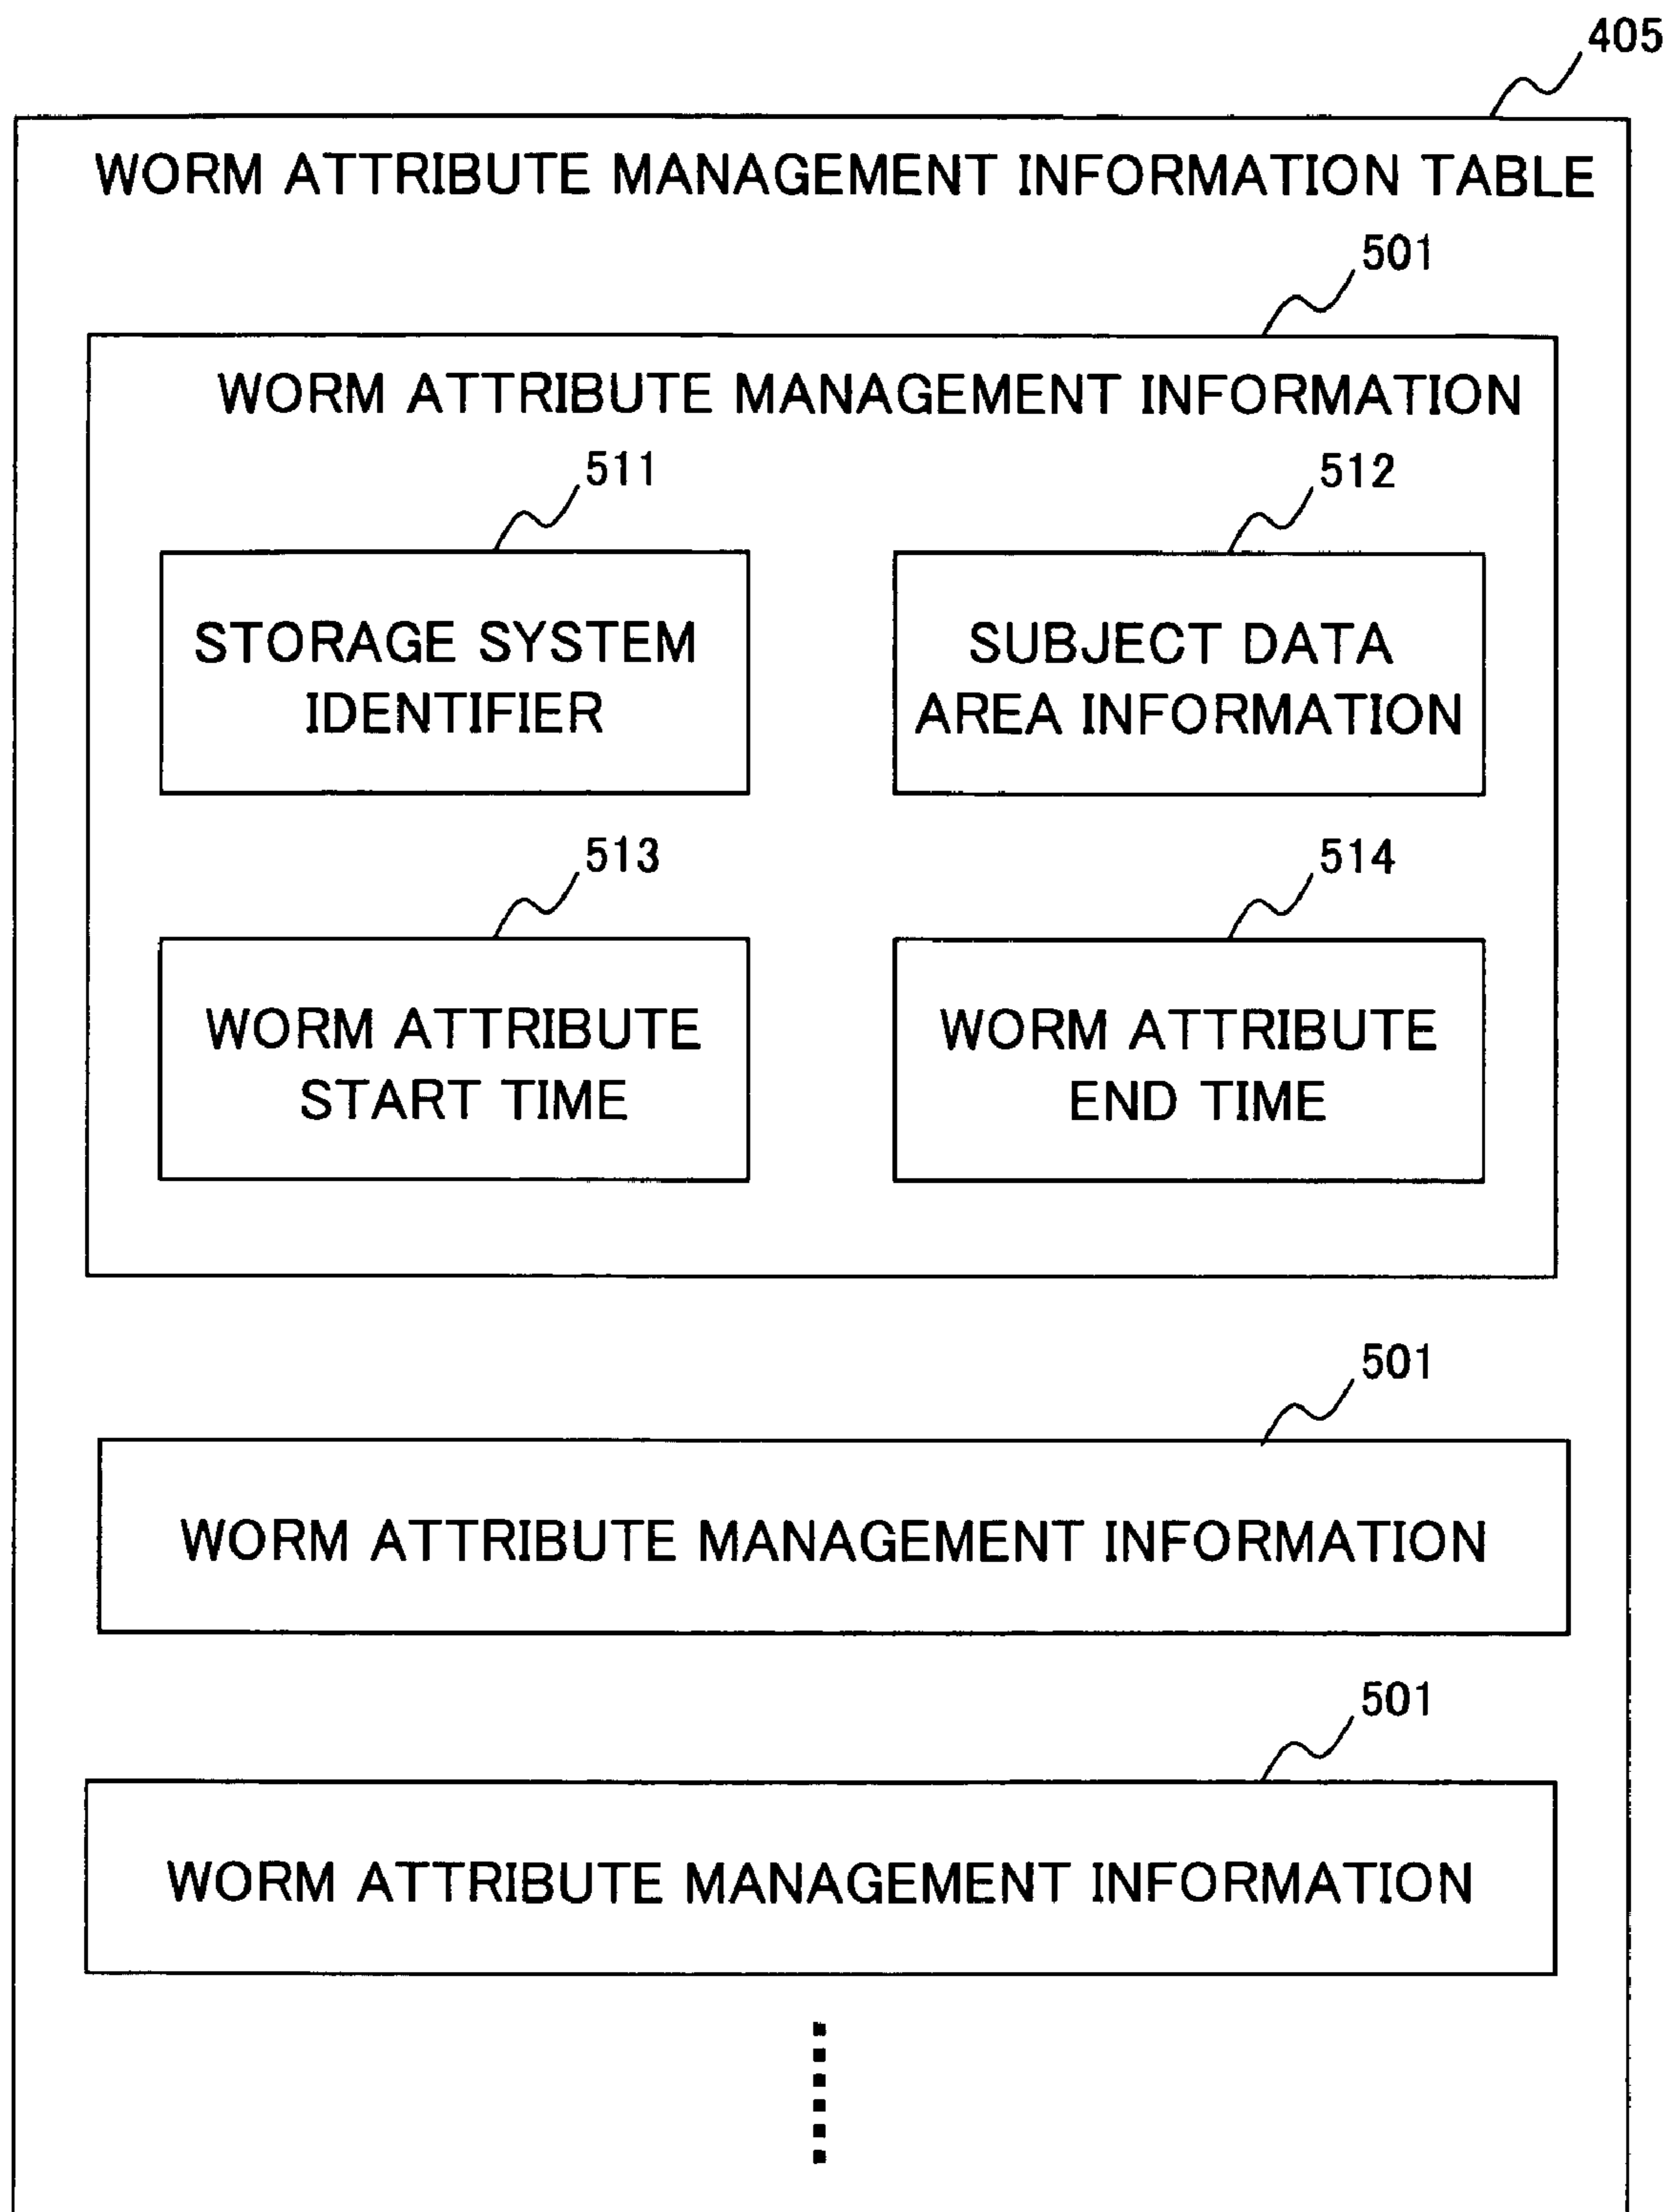 405
WORM ATTRIBUTE MANAGEMENT INFORMATION TABLE
501
WORM ATTRIBUTE MANAGEMENT INFORMATION
511
512
STORAGE SYSTEM
IDENTIFIER
SUBJECT DATA
AREA INFORMATION
513
514
WORM ATTRIBUTE
START TIME
WORM ATTRIBUTE
END TIME
501
WORM ATTRIBUTE MANAGEMENT INFORMATION
501
WORM ATTRIBUTE MANAGEMENT INFORMATION